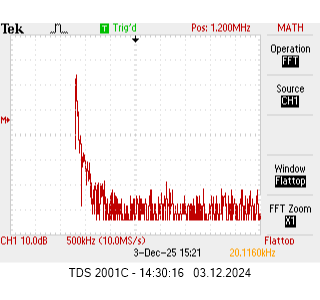 Tek T Trig'd Pos: 1.200MHz MATH
Operation
FFT
Source
CH1
M
Window
Flattop
FFT Zoom
X1
CH1 10.0dB 500kHz (10.0MS/s) Flattop
3-Dec-25 15:21 20.1160kHz
TDS 2001C - 14:30:16 03.12.2024